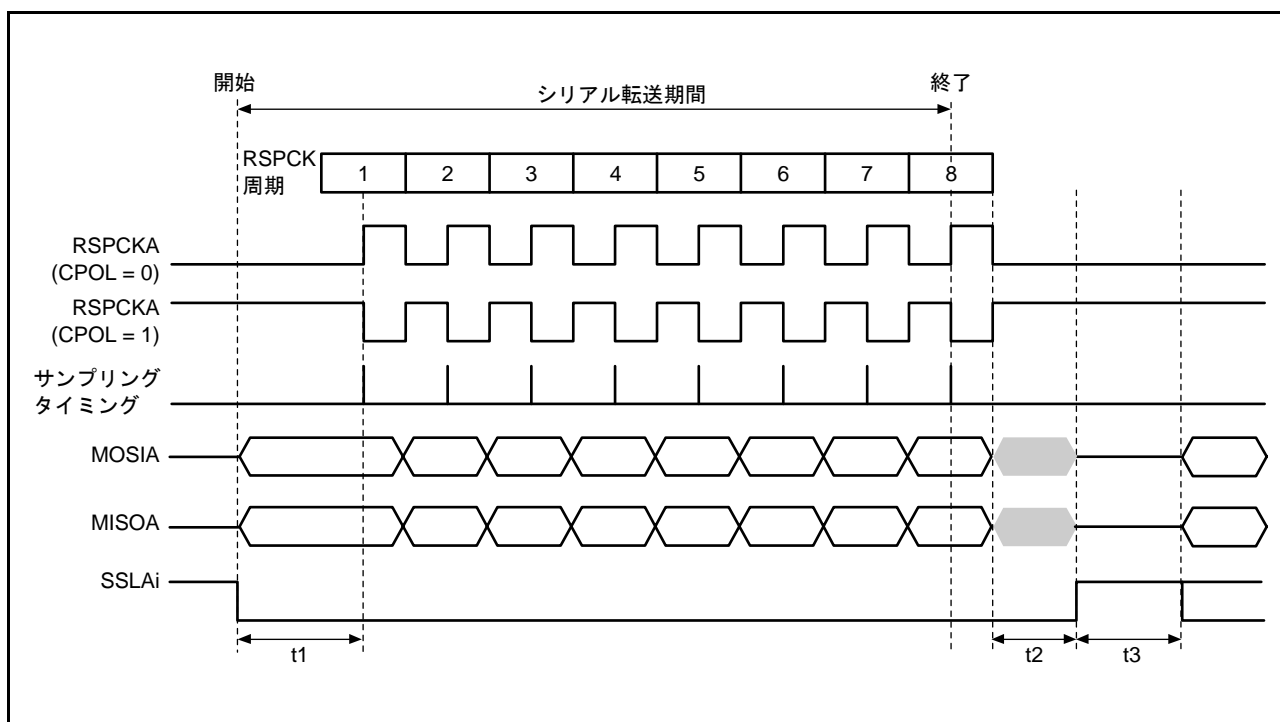 開始
終了
シリアル転送期間
RSPCK
周期
1 2 3 4 5 6 7 8
RSPCKA
(CPOL = 0)
RSPCKA
(CPOL = 1)
サンプリング
タイミング
MOSIA
MISOA
SSLAi
t1
t2
t3